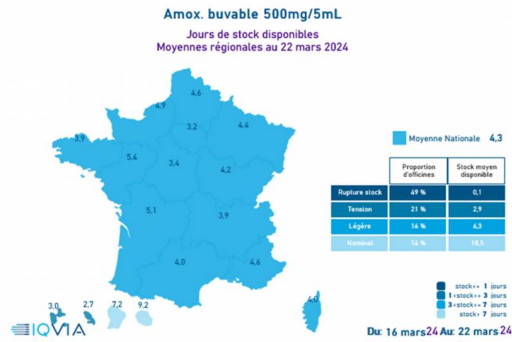 Amox. buvable 500mg/5mL
Jours de stock disponibles
Moyennes régionales au 22 mars 2024
4.6
4.9
3.2
4.4
3.9
5.4
3.4
4.2
5.1
3.9
4.0
4.6
4.0
3.0
2.7
7.2
9.2
Moyenne Nationale 4,3
Proportion d'officines Stock moyen disponible
Rupture stock 49 % 0,1
Tension 21 % 2,9
Légère 16 % 6,3
Nominal 14 % 18,5
stock<= 1 jours
1 <stock<= 3 jours
3 <stock<= 7 jours
stock> 7 jours
IQVIA
Du: 16 mars 24 Au: 22 mars 24